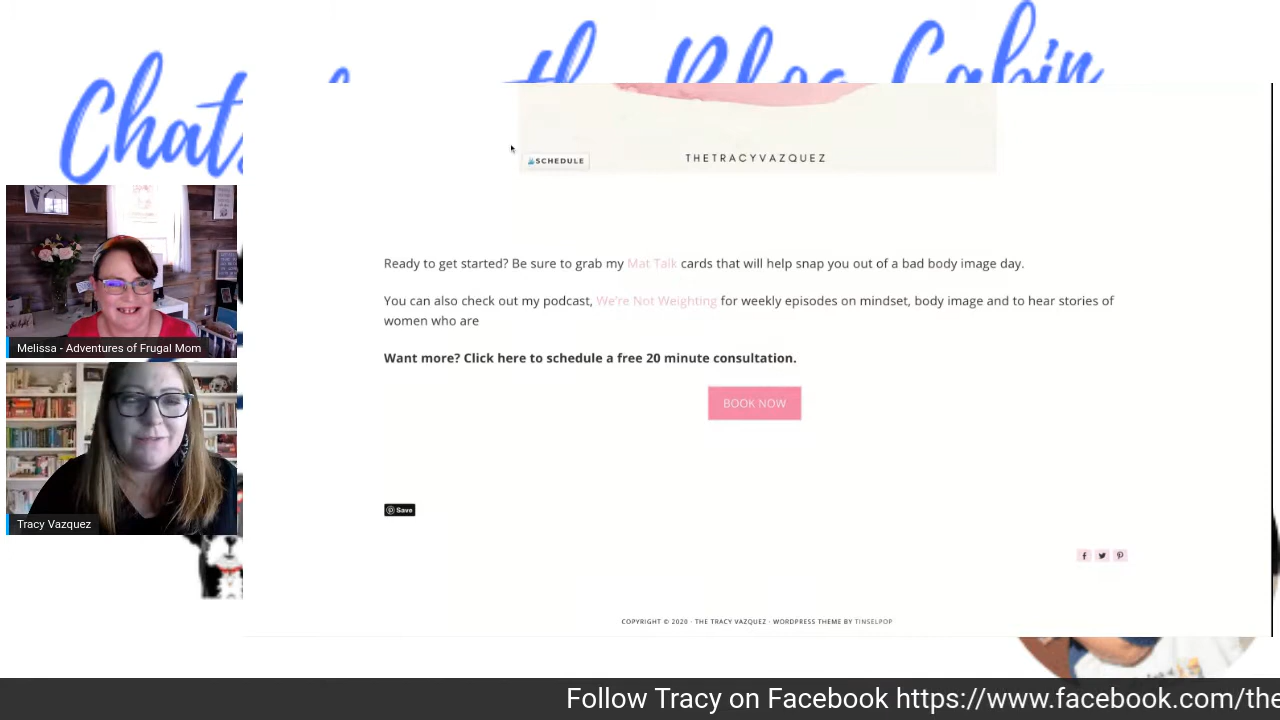 Chats
the Blog Cabin
SCHEDULE
THETRACYVAZQUEZ
Ready to get started? Be sure to grab my Mat Talk cards that will help snap you out of a bad body image day.
You can also check out my podcast, We're Not Weighting for weekly episodes on mindset, body image and to hear stories of
women who are
Want more? Click here to schedule a free 20 minute consultation.
BOOK NOW
Melissa - Adventures of Frugal Mom
Tracy Vazquez
Save
COPYRIGHT © 2020 · THE TRACY VAZQUEZ · WORDPRESS THEME BY TINSELPOP
Follow Tracy on Facebook https://www.facebook.com/the